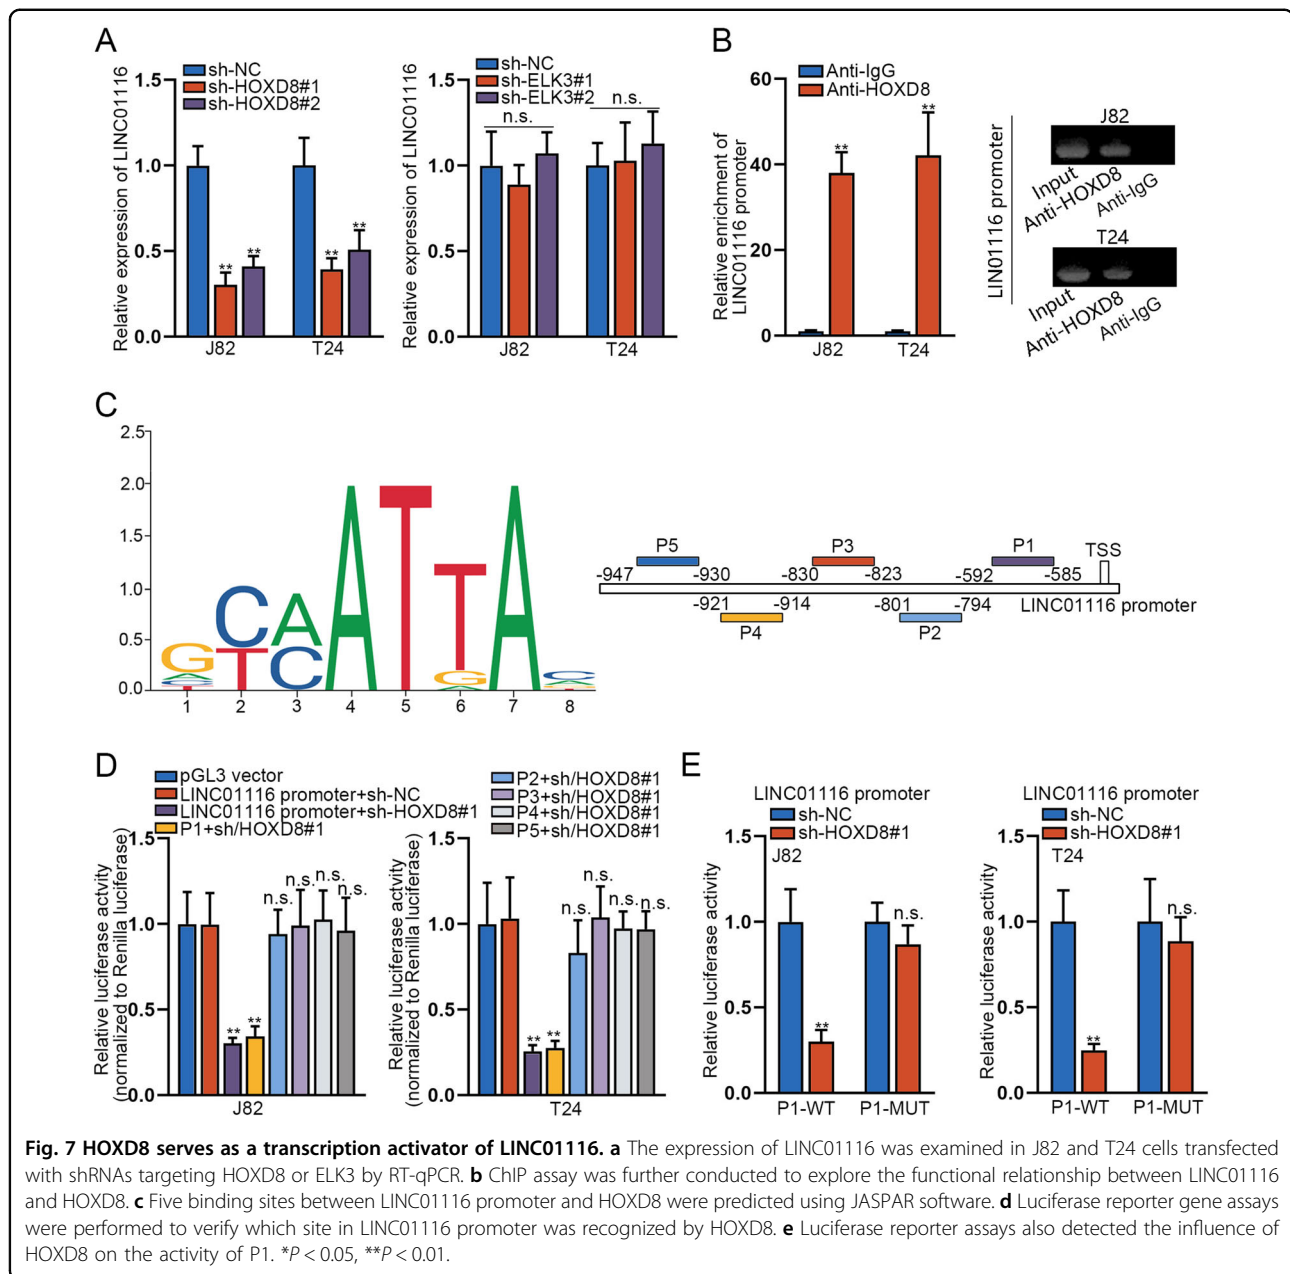 A
Relative expression of LINC01116
1.5
1.0
0.5
0.0
sh-NC
sh-HOXD8#1
sh-HOXD8#2
**
**
**
**
J82
T24
Relative expression of LINC01116
1.5
1.0
0.5
0.0
sh-NC
sh-ELK3#1
sh-ELK3#2
n.s.
n.s.
J82
T24
B
Relative enrichment of
LINC01116 promoter
60
40
20
0
Anti-IgG
Anti-HOXD8
**
**
J82
T24
LIN01116 promoter
J82
Input
Anti-HOXD8
Anti-IgG
T24
Input
Anti-HOXD8
Anti-IgG
C
2.5
2.0
1.5
1.0
0.5
0.0
G A C T
C T
A C
A
T
T G A
A
C A
1 2 3 4 5 6 7 8
P5 P3 P1 TSS
-947 -930 -830 -823 -592 -585
-921 -914 -801 -794 LINC01116 promoter
P4 P2
D
pGL3 vector
LINC01116 promoter+sh-NC
LINC01116 promoter+sh-HOXD8#1
P1+sh/HOXD8#1
P2+sh/HOXD8#1
P3+sh/HOXD8#1
P4+sh/HOXD8#1
P5+sh/HOXD8#1
Relative luciferase actvity
(normalized to Renilla luciferase)
1.5
1.0
0.5
0.0
** ** n.s. n.s. n.s. n.s.
J82
Relative luciferase actvity
(normalized to Renilla luciferase)
1.5
1.0
0.5
0.0
** ** n.s. n.s. n.s. n.s.
T24
E
LINC01116 promoter
sh-NC
sh-HOXD8#1
Relative luciferase activity
1.5
1.0
0.5
0.0
J82
**
n.s.
P1-WT P1-MUT
LINC01116 promoter
sh-NC
sh-HOXD8#1
Relative luciferase activity
1.5
1.0
0.5
0.0
T24
**
n.s.
P1-WT P1-MUT
Fig. 7 HOXD8 serves as a transcription activator of LINC01116. a The expression of LINC01116 was examined in J82 and T24 cells transfected
with shRNAs targeting HOXD8 or ELK3 by RT-qPCR. b ChIP assay was further conducted to explore the functional relationship between LINC01116
and HOXD8. c Five binding sites between LINC01116 promoter and HOXD8 were predicted using JASPAR software. d Luciferase reporter gene assays
were performed to verify which site in LINC01116 promoter was recognized by HOXD8. e Luciferase reporter assays also detected the influence of
HOXD8 on the activity of P1. *P < 0.05, **P < 0.01.